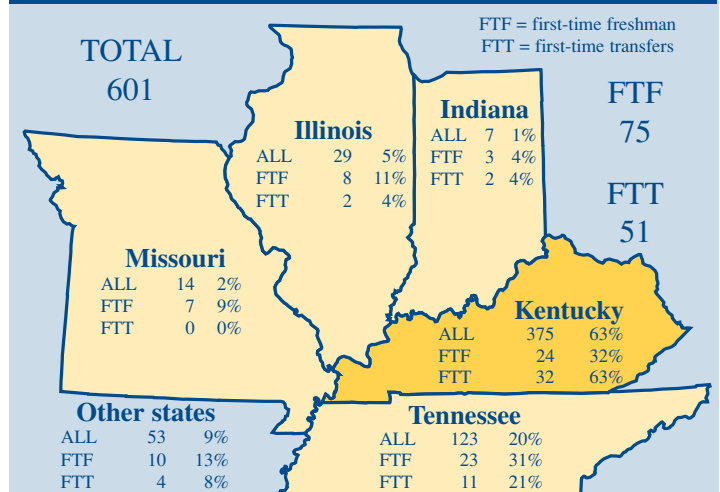 FTF = first-time freshman
FTT = first-time transfers
TOTAL
601
FTF
75
FTT
51
Illinois
ALL 29 5%
FTF 8 11%
FTT 2 4%
Indiana
ALL 7 1%
FTF 3 4%
FTT 2 4%
Missouri
ALL 14 2%
FTF 7 9%
FTT 0 0%
Kentucky
ALL 375 63%
FTF 24 32%
FTT 32 63%
Other states
ALL 53 9%
FTF 10 13%
FTT 4 8%
Tennessee
ALL 123 20%
FTF 23 31%
FTT 11 21%